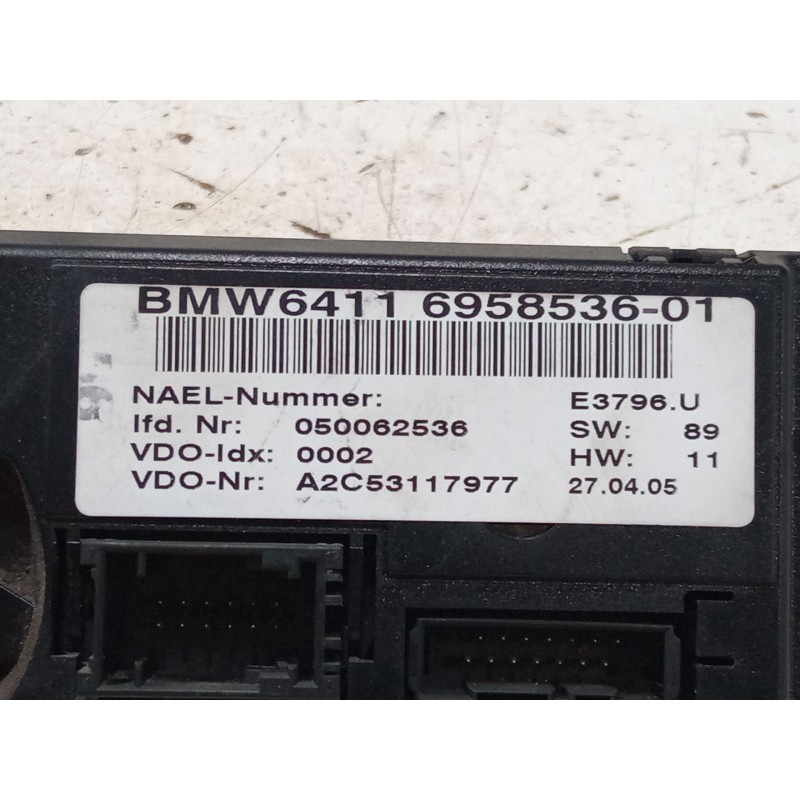 BMW6411 6958536-01
NAEL-Nummer: E3796.U
lfd. Nr: 050062536 SW: 89
VDO-Idx: 0002 HW: 11
VDO-Nr: A2C53117977 27.04.05